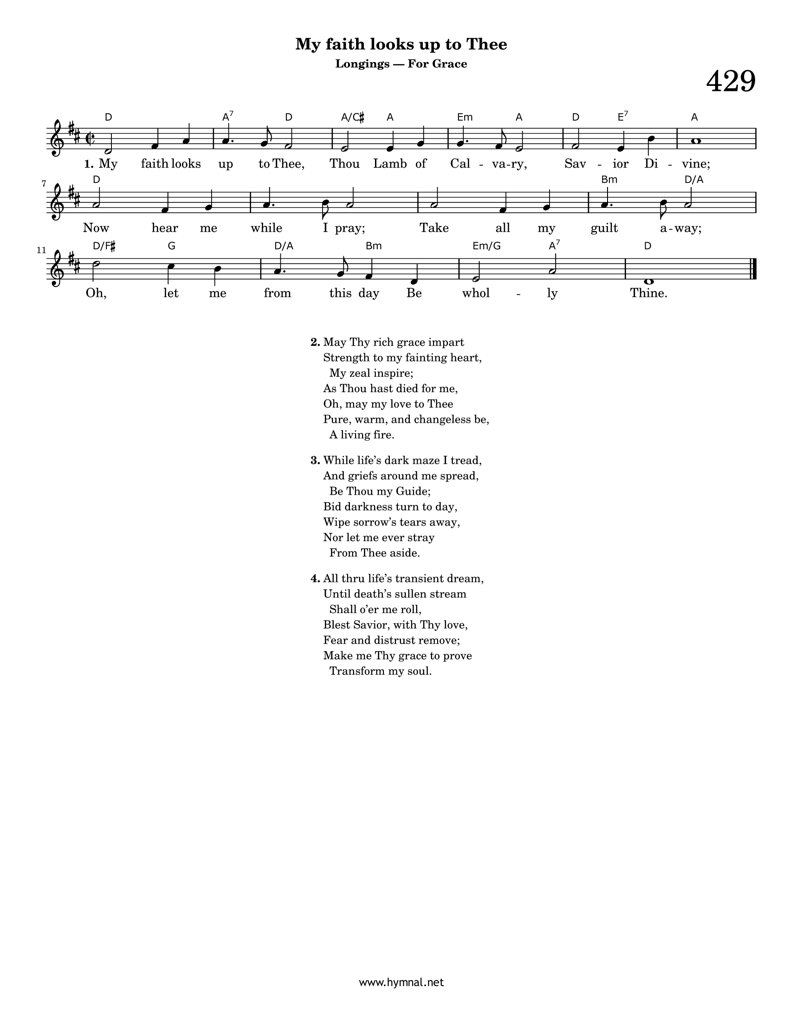 My faith looks up to Thee
Longings — For Grace
429
D A7 D A/C♯ A Em A D E7 A
1. My faith looks up to Thee, Thou Lamb of Cal - va-ry, Sav - ior Di - vine;
7
D Bm D/A
Now hear me while I pray; Take all my guilt a-way;
11
D/F♯ G D/A Bm Em/G A7 D
Oh, let me from this day Be whol - ly Thine.
2. May Thy rich grace impart
Strength to my fainting heart,
My zeal inspire;
As Thou hast died for me,
Oh, may my love to Thee
Pure, warm, and changeless be,
A living fire.
3. While life's dark maze I tread,
And griefs around me spread,
Be Thou my Guide;
Bid darkness turn to day,
Wipe sorrow's tears away,
Nor let me ever stray
From Thee aside.
4. All thru life's transient dream,
Until death's sullen stream
Shall o'er me roll,
Blest Savior, with Thy love,
Fear and distrust remove;
Make me Thy grace to prove
Transform my soul.
www.hymnal.net